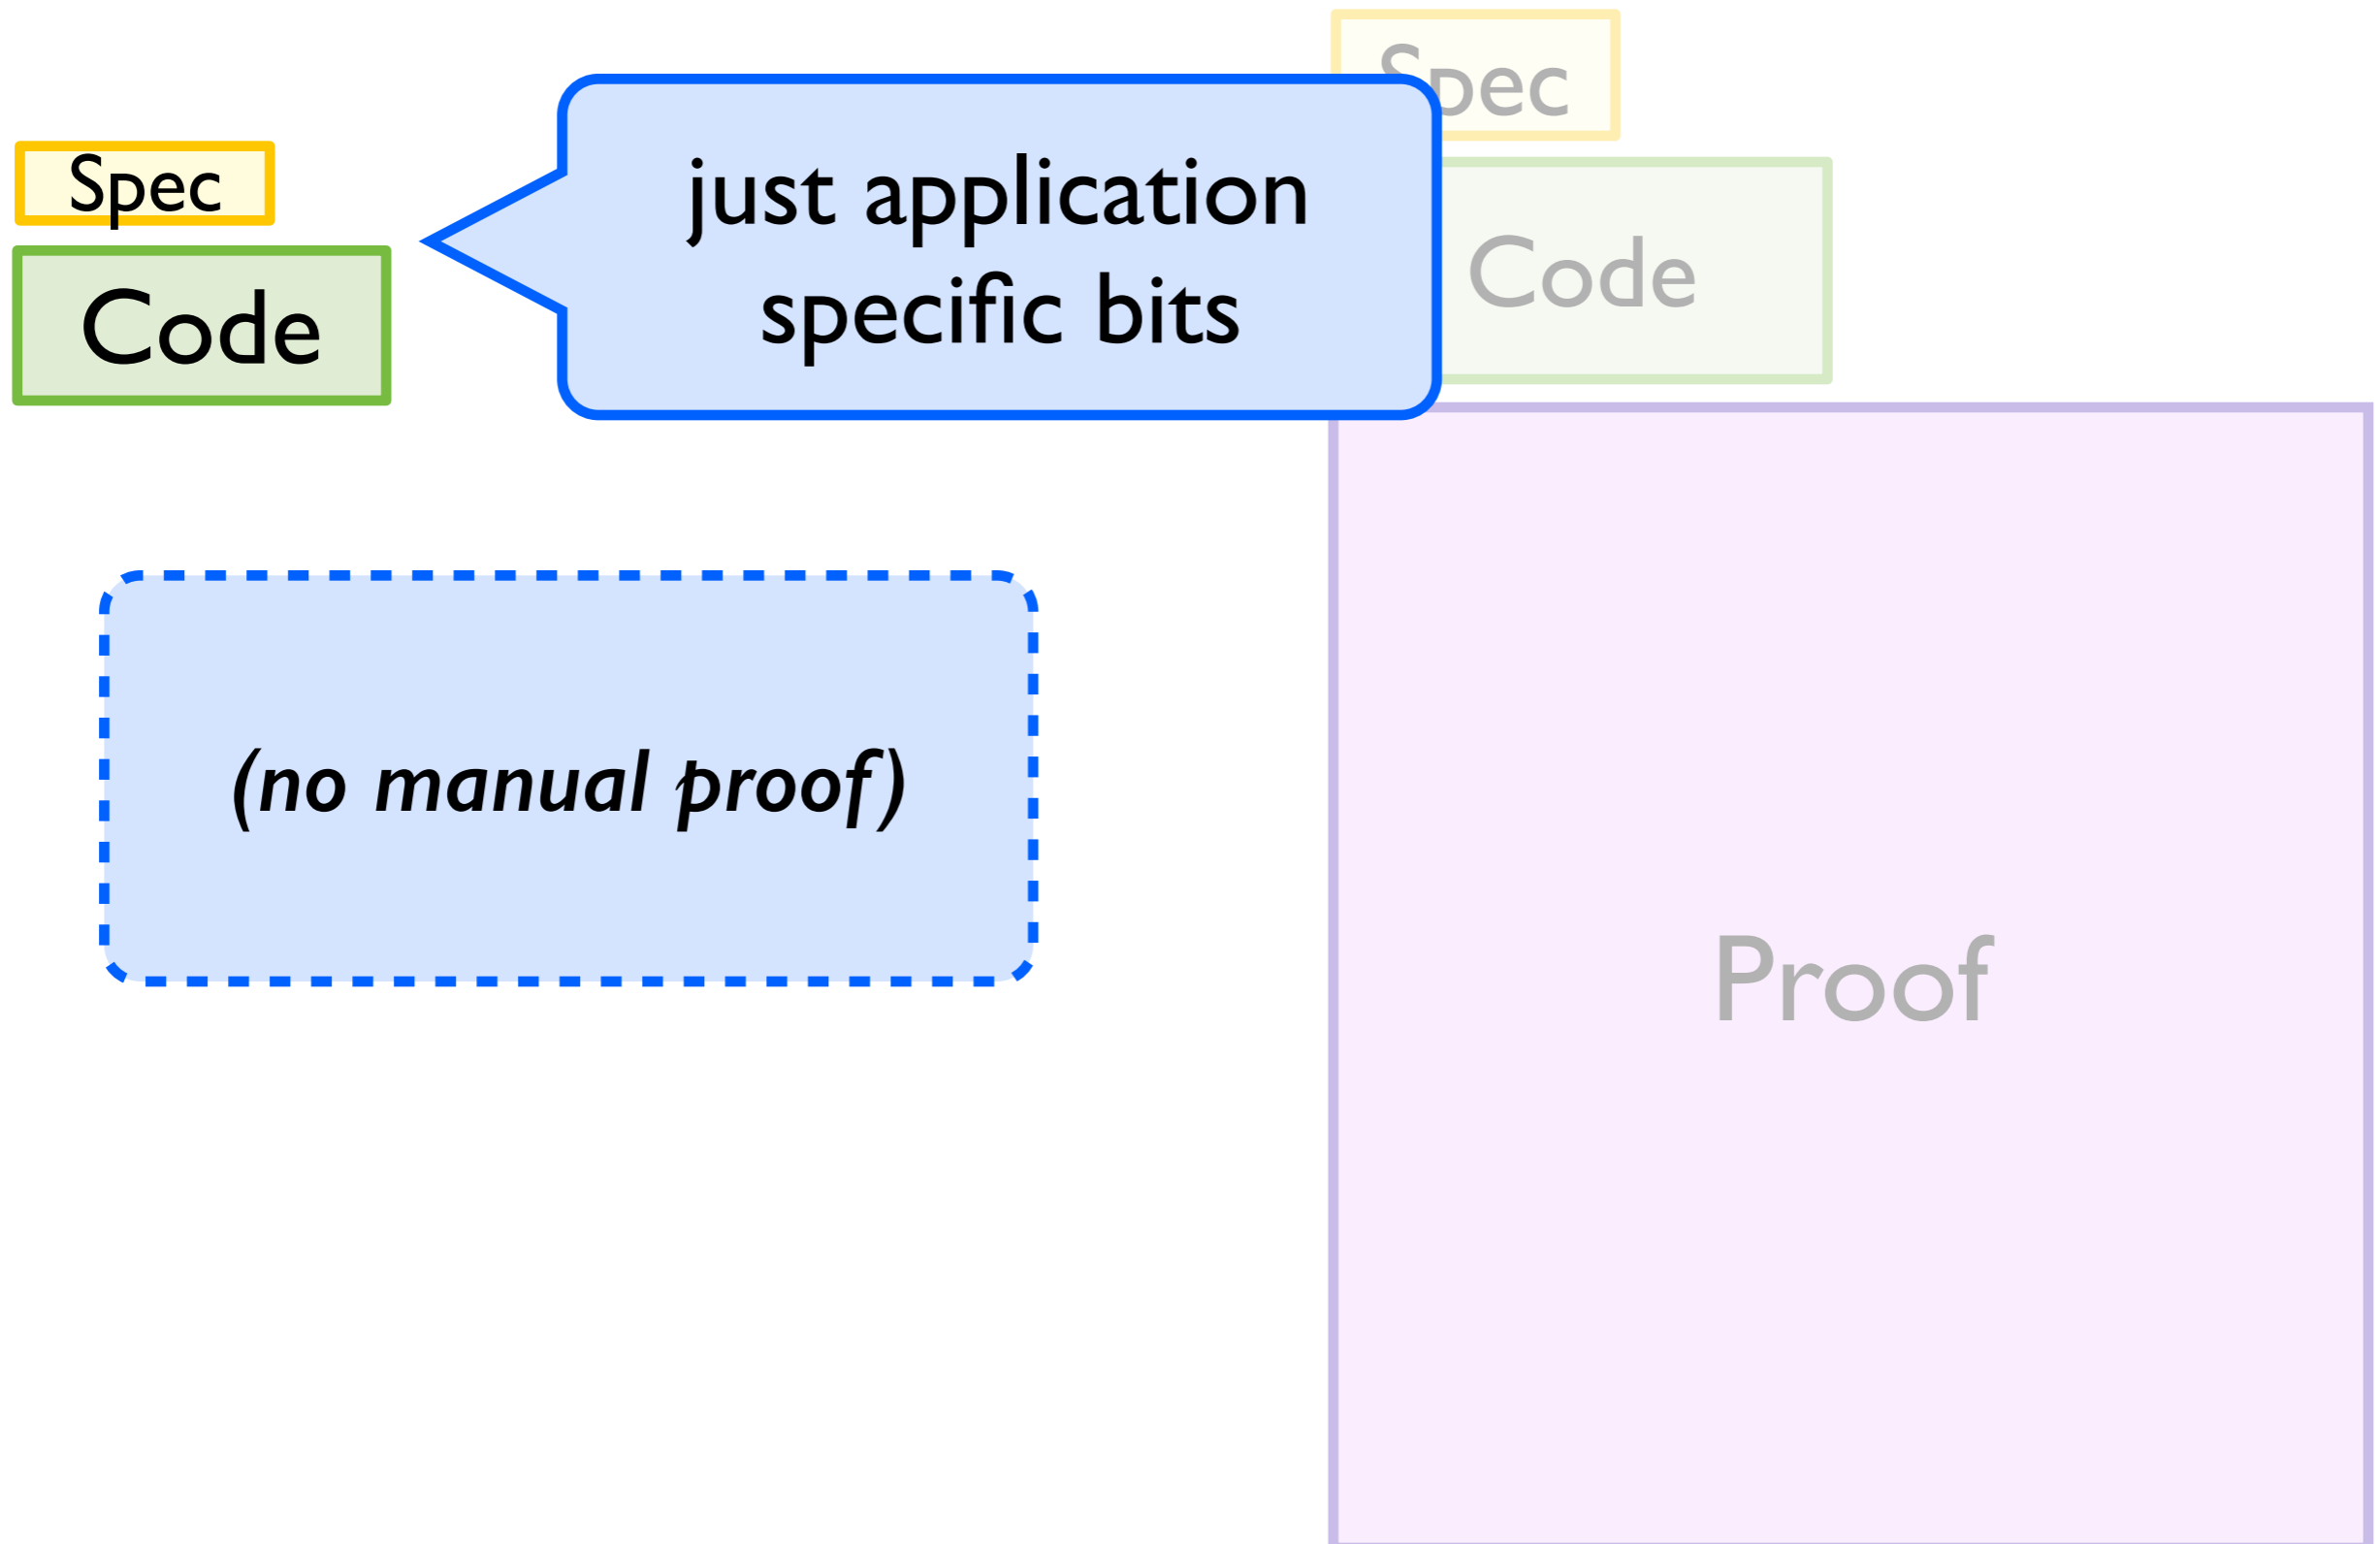 Spec
Code
just application
specific bits
(no manual proof)
Spec
Code
Proof